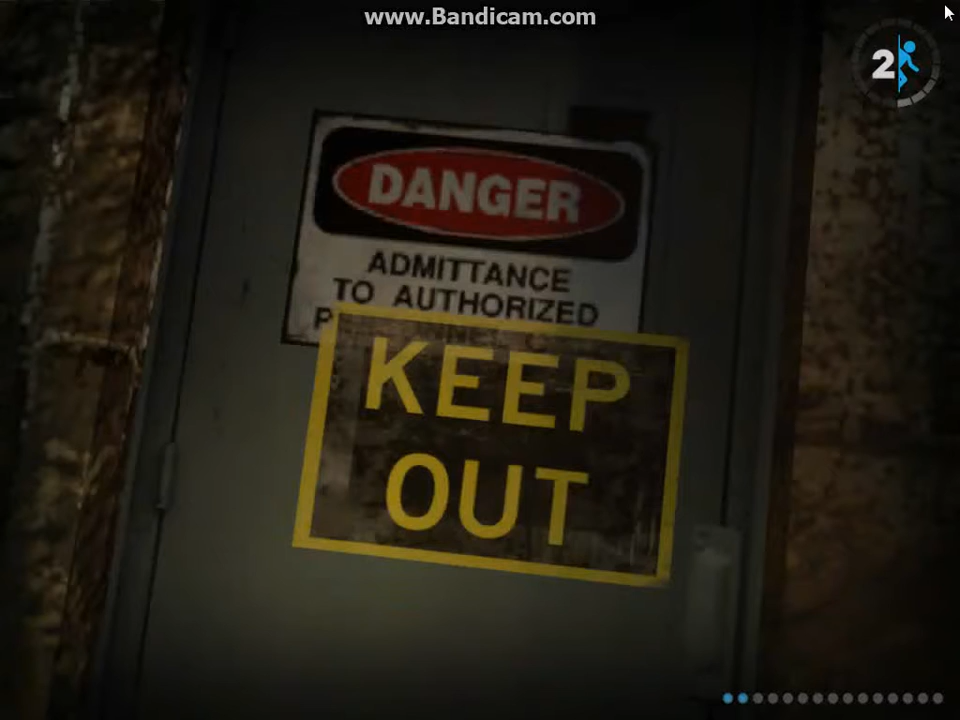 www.Bandicam.com
2
DANGER
ADMITTANCE
TO AUTHORIZED
KEEP
OUT